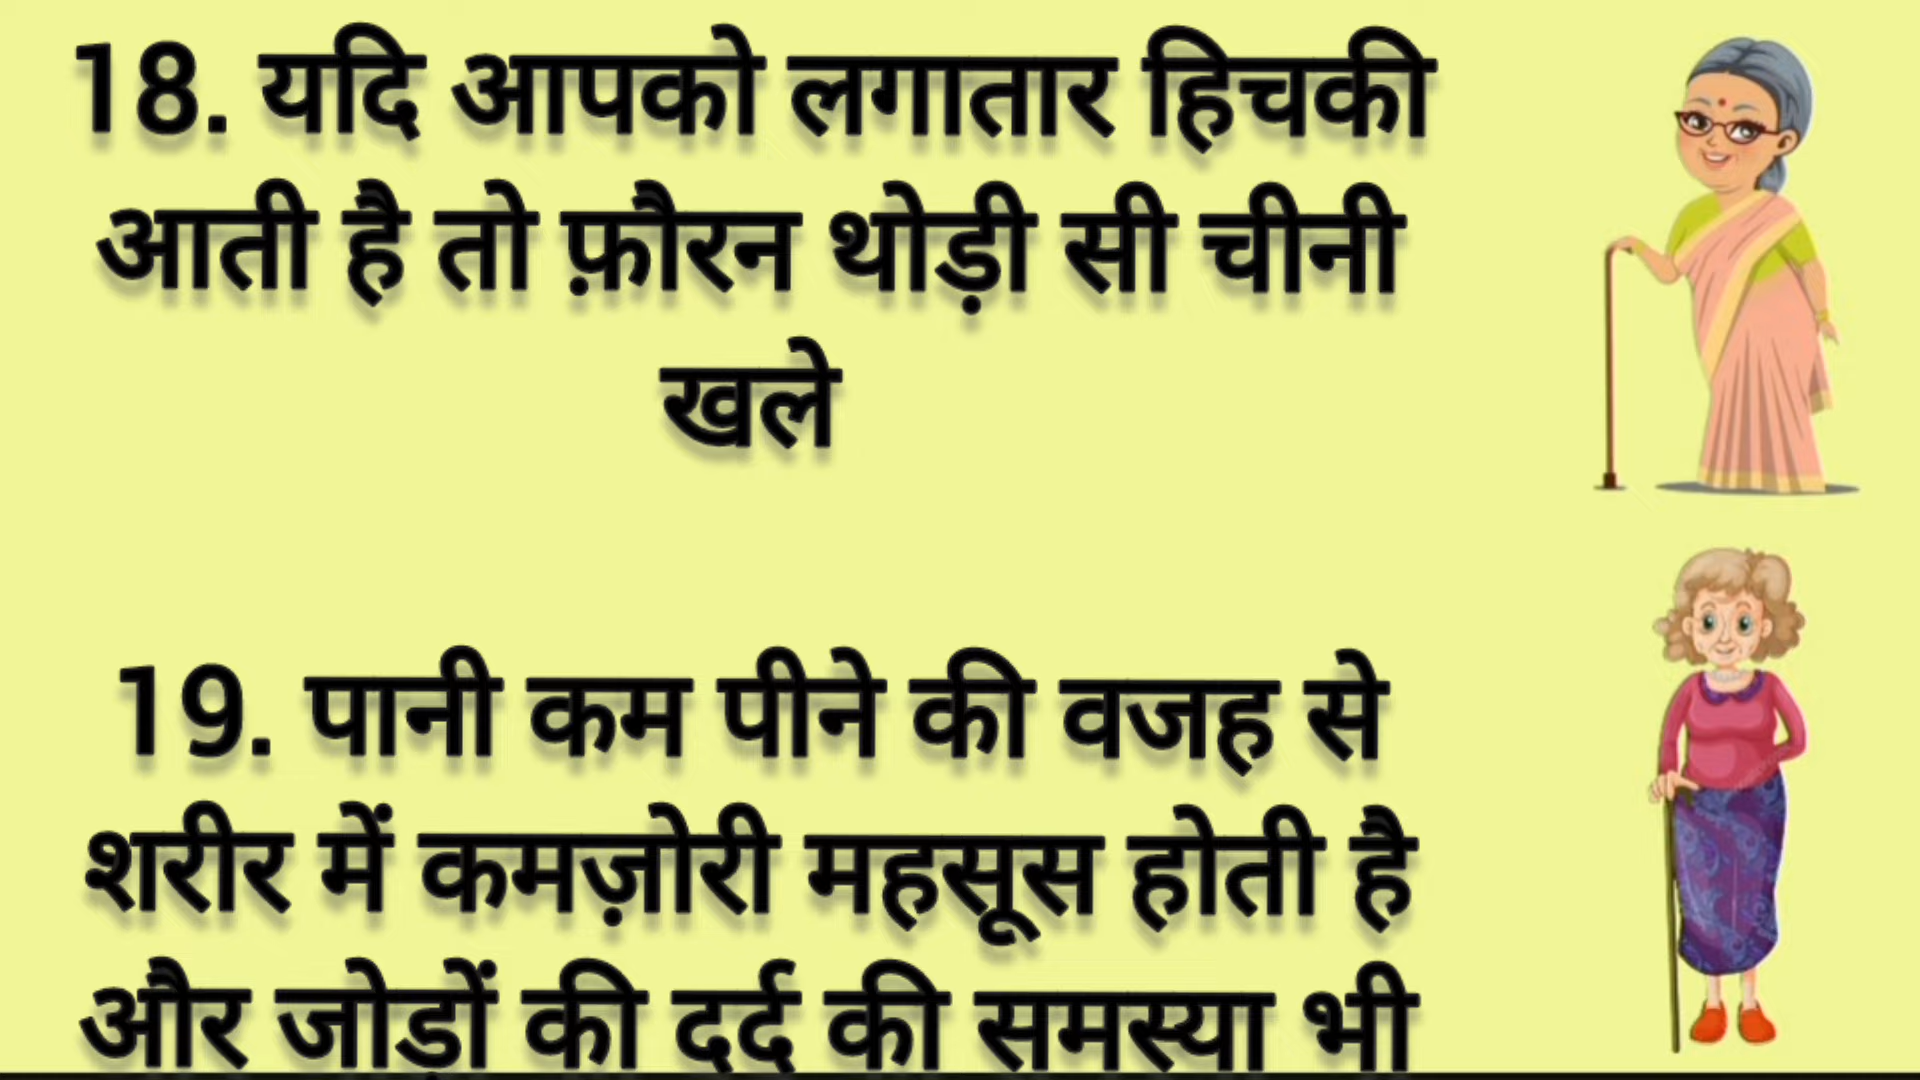 18. यदि आपको लगातार हिचकी
आती है तो फ़ौरन थोड़ी सी चीनी
खले
19. पानी कम पीने की वजह से
शरीर में कमज़ोरी महसूस होती है
और जोड़ों की दर्द की समस्या भी